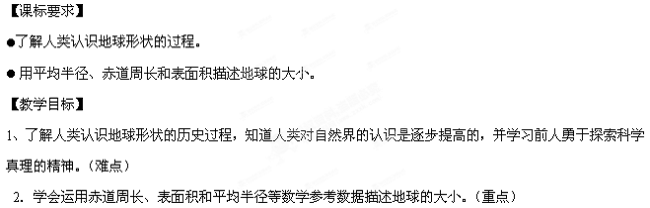 【课标要求】
●了解人类认识地球形状的过程。
● 用平均半径、赤道周长和表面积描述地球的大小。
【教学目标】
1、了解人类认识地球形状的历史过程，知道人类对自然界的认识是逐步提高的，并学习前人勇于探索科学
真理的精神。（难点）
2．学会运用赤道周长、表面积和平均半径等数学参考数据描述地球的大小。（重点）